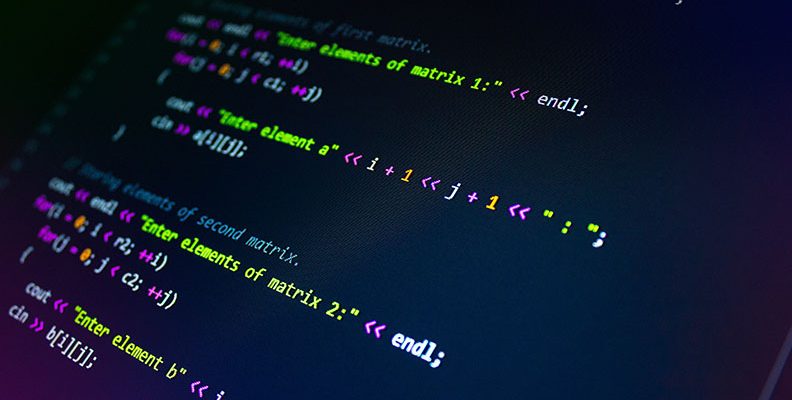 // Storing elements of first matrix.
cout << endl << "Enter elements of matrix 1:" << endl;
for(i = 0; i < r1; ++i)
for(j = 0; j < c1; ++j)
{
cout << "Enter element a" << i + 1 << j + 1 << " : ";
cin >> a[i][j];
}
// Storing elements of second matrix.
cout << endl << "Enter elements of matrix 2:" << endl;
for(i = 0; i < r2; ++i)
for(j = 0; j < c2; ++j)
{
cout << "Enter element b" << i
cin >> b[i][j];